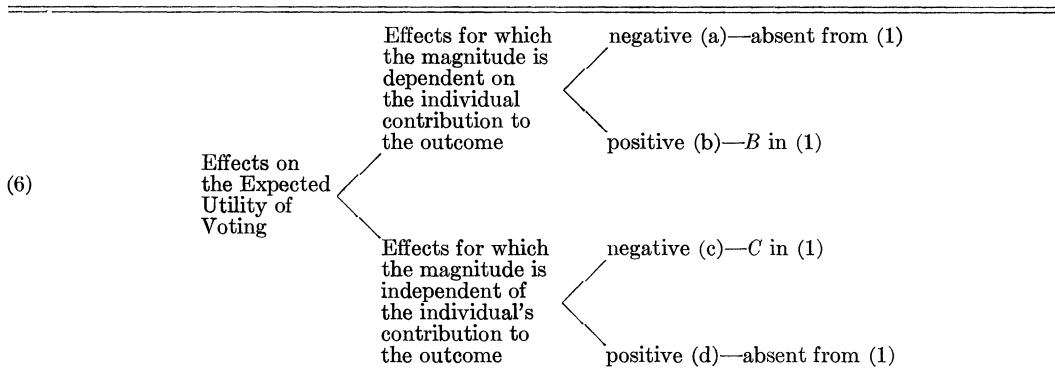 Effects for which
the magnitude is
dependent on
the individual
contribution to
the outcome
negative (a)—absent from (1)
positive (b)—B in (1)
(6)
Effects on
the Expected
Utility of
Voting
Effects for which
the magnitude is
independent of
the individual's
contribution to
the outcome
negative (c)—C in (1)
positive (d)—absent from (1)